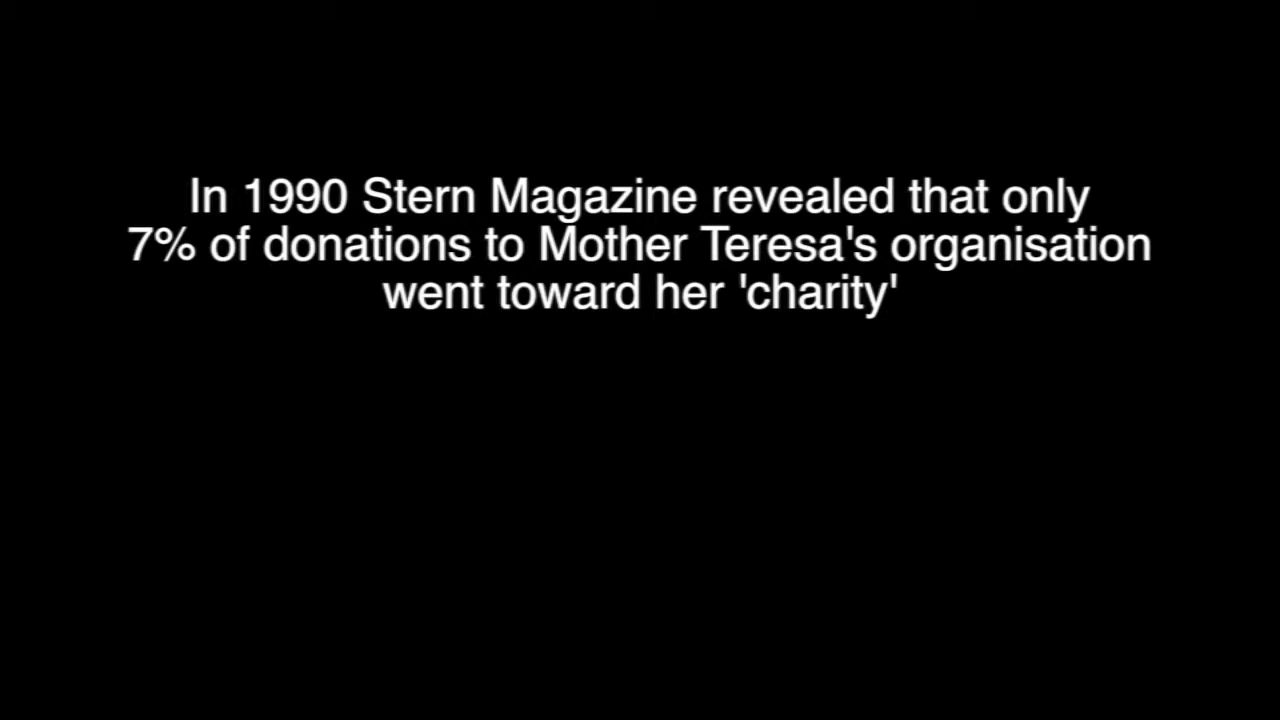 In 1990 Stern Magazine revealed that only
7% of donations to Mother Teresa's organisation
went toward her 'charity'